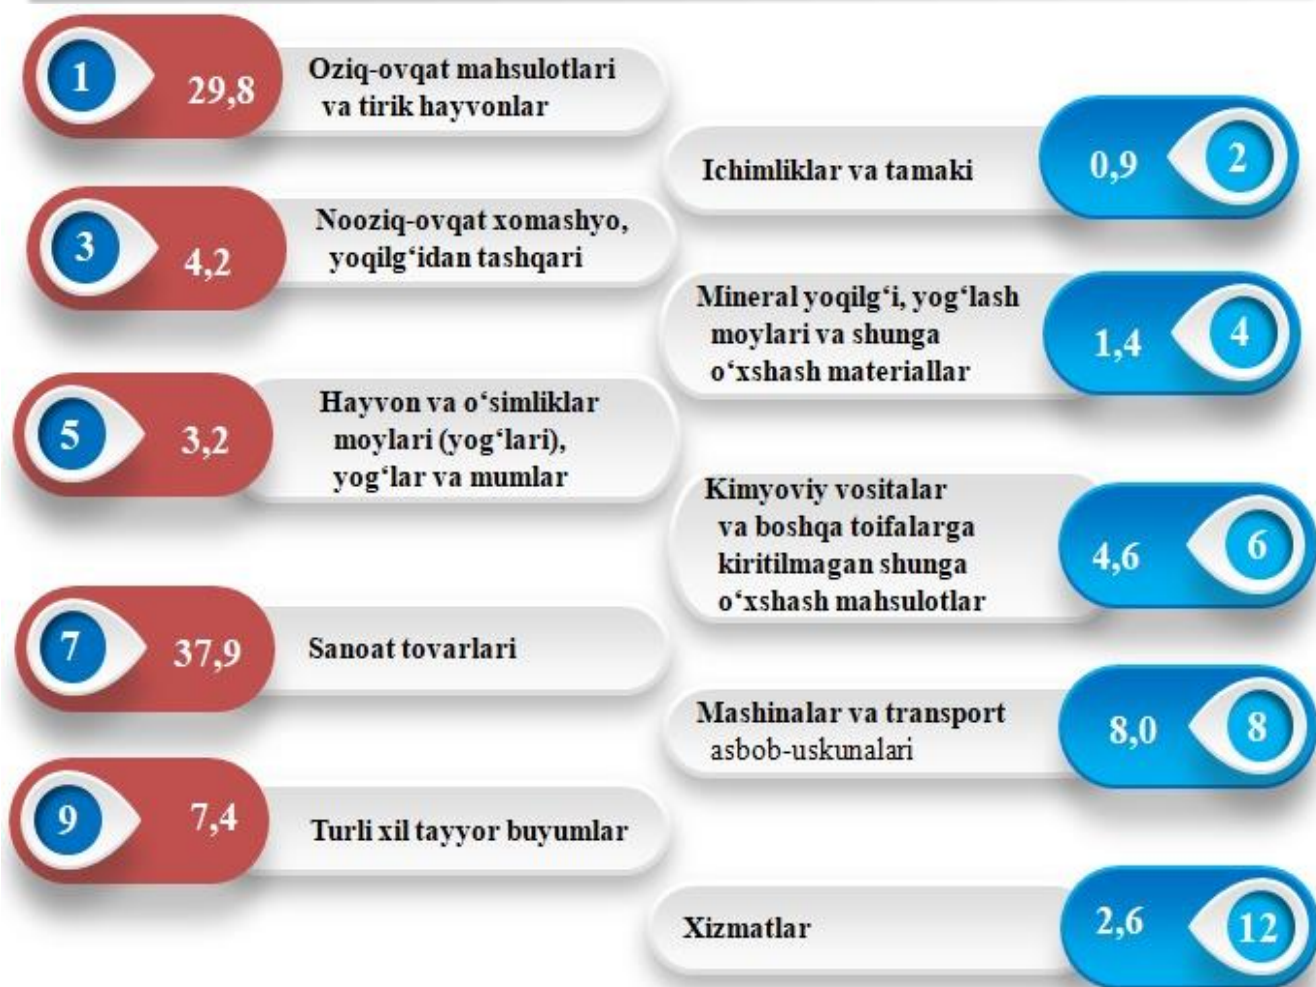 1
29,8
Oziq-ovqat mahsulotlari
va tirik hayvonlar
Ichimliklar va tamaki
0,9
2
3
4,2
Nooziq-ovqat xomashyo,
yoqilg‘idan tashqari
Mineral yoqilg‘i, yog‘lash
moylari va shunga
o‘xshash materiallar
1,4
4
5
3,2
Hayvon va o‘simliklar
moylari (yog‘lari),
yog‘lar va mumlar
Kimyoviy vositalar
va boshqa toifalarga
kiritilmagan shunga
o‘xshash mahsulotlar
4,6
6
7
37,9
Sanoat tovarlari
Mashinalar va transport
asbob-uskunalari
8,0
8
9
7,4
Turli xil tayyor buyumlar
Xizmatlar
2,6
12